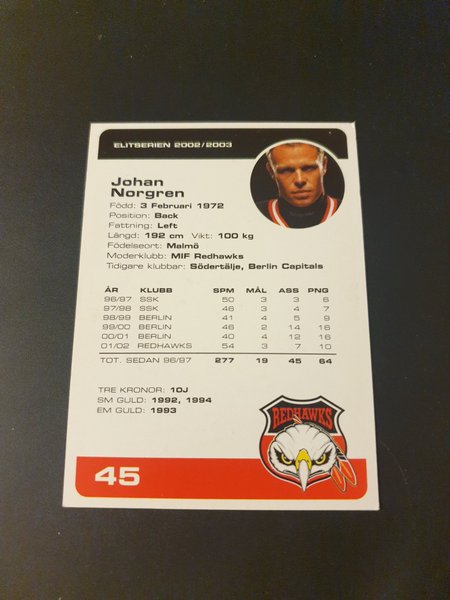 ELITSERIEN 2002/2003
Johan
Norgren
Född: 3 Februari 1972
Position: Back
Fattning: Left
Längd: 192 cm Vikt: 100 kg
Födelseort: Malmö
Moderklubb: MIF Redhawks
Tidigare klubbar: Södertälje, Berlin Capitals
ÅR KLUBB SPM MÅL ASS PNG
96/97 SSK 50 3 3 6
97/98 SSK 46 3 4 7
98/99 BERLIN 41 4 5 9
99/00 BERLIN 46 2 14 16
00/01 BERLIN 40 4 12 16
01/02 REDHAWKS 54 3 7 10
TOT. SEDAN 96/97 277 19 45 64
TRE KRONOR: 10J
SM GULD: 1992, 1994
EM GULD: 1993
REDHAWKS
45